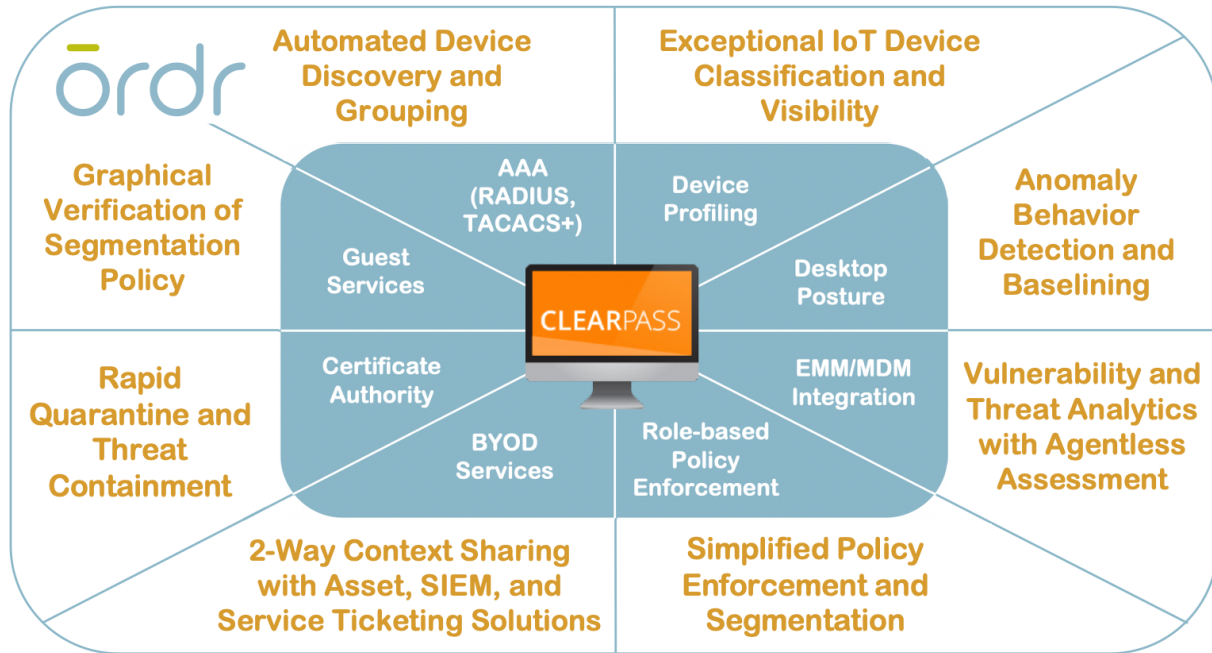 ordr
Automated Device
Discovery and
Grouping
Exceptional IoT Device
Classification and
Visibility
Graphical
Verification of
Segmentation
Policy
AAA
(RADIUS,
TACACS+)
Device
Profiling
Anomaly
Behavior
Detection and
Baselining
Guest
Services
Desktop
Posture
CLEARPASS
Rapid
Quarantine and
Threat
Containment
Certificate
Authority
EMM/MDM
Integration
Vulnerability and
Threat Analytics
with Agentless
Assessment
BYOD
Services
Role-based
Policy
Enforcement
2-Way Context Sharing
with Asset, SIEM, and
Service Ticketing Solutions
Simplified Policy
Enforcement and
Segmentation